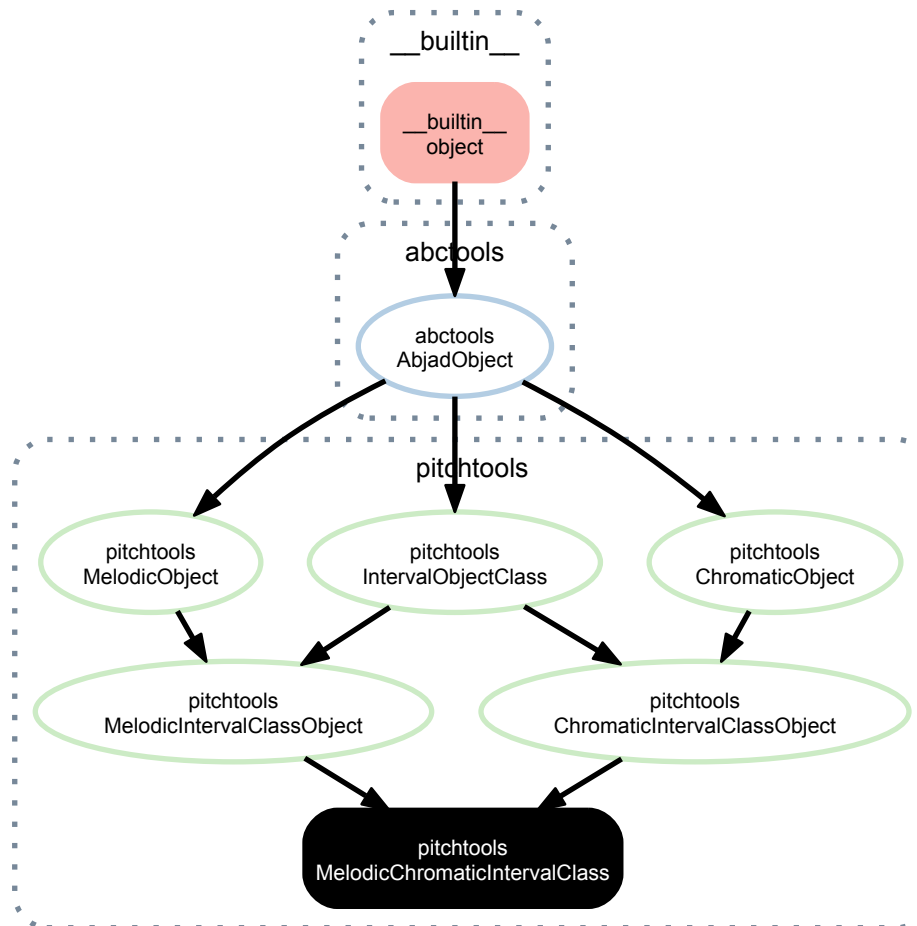 __builtin__
__builtin__
object
abctools
abctools
AbjadObject
pitchtools
pitchtools
MelodicObject
pitchtools
IntervalObjectClass
pitchtools
ChromaticObject
pitchtools
MelodicIntervalClassObject
pitchtools
ChromaticIntervalClassObject
pitchtools
MelodicChromaticIntervalClass